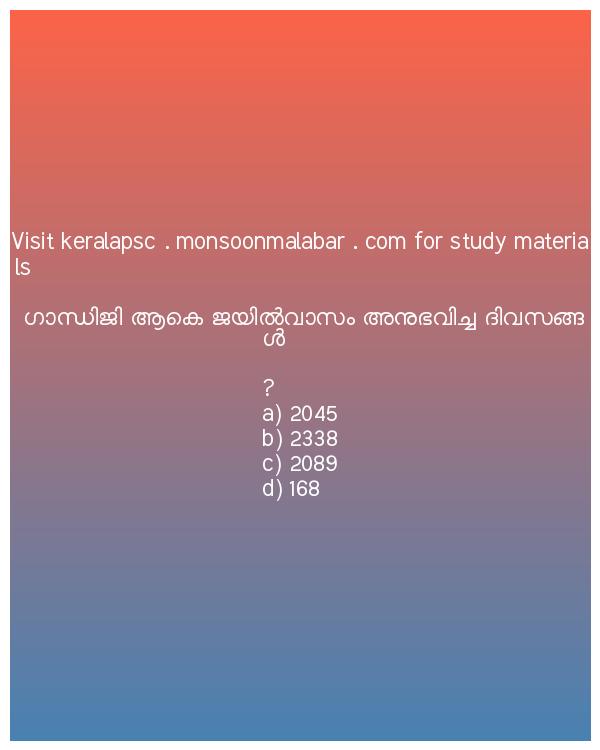 Visit keralapsc . monsoonmalabar . com for study materia
ls
ഗാന്ധിജി ആകെ ജയിൽവാസം അനുഭവിച്ച ദിവസങ്ങ
ൾ
?
a) 2045
b) 2338
c) 2089
d) 168